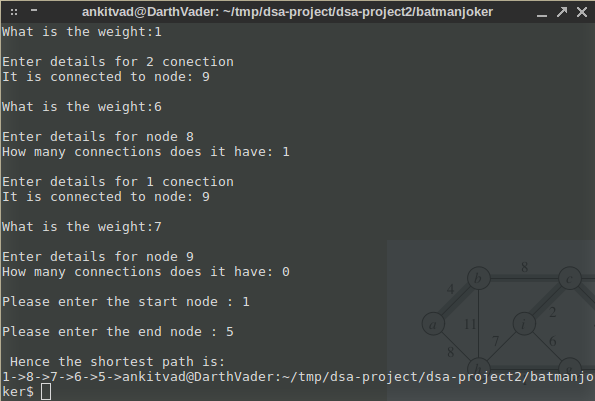 ankitvad@DarthVader: ~/tmp/dsa-project/dsa-project2/batmanjoker
What is the weight:1
Enter details for 2 conection
It is connected to node: 9
What is the weight:6
Enter details for node 8
How many connections does it have: 1
Enter details for 1 conection
It is connected to node: 9
What is the weight:7
Enter details for node 9
How many connections does it have: 0
Please enter the start node : 1
Please enter the end node : 5
Hence the shortest path is:
1->8->7->6->5->ankitvad@DarthVader:~/tmp/dsa-project/dsa-project2/batmanjo
ker$
8
b
c
4
a
11
i
2
8
7
6
h